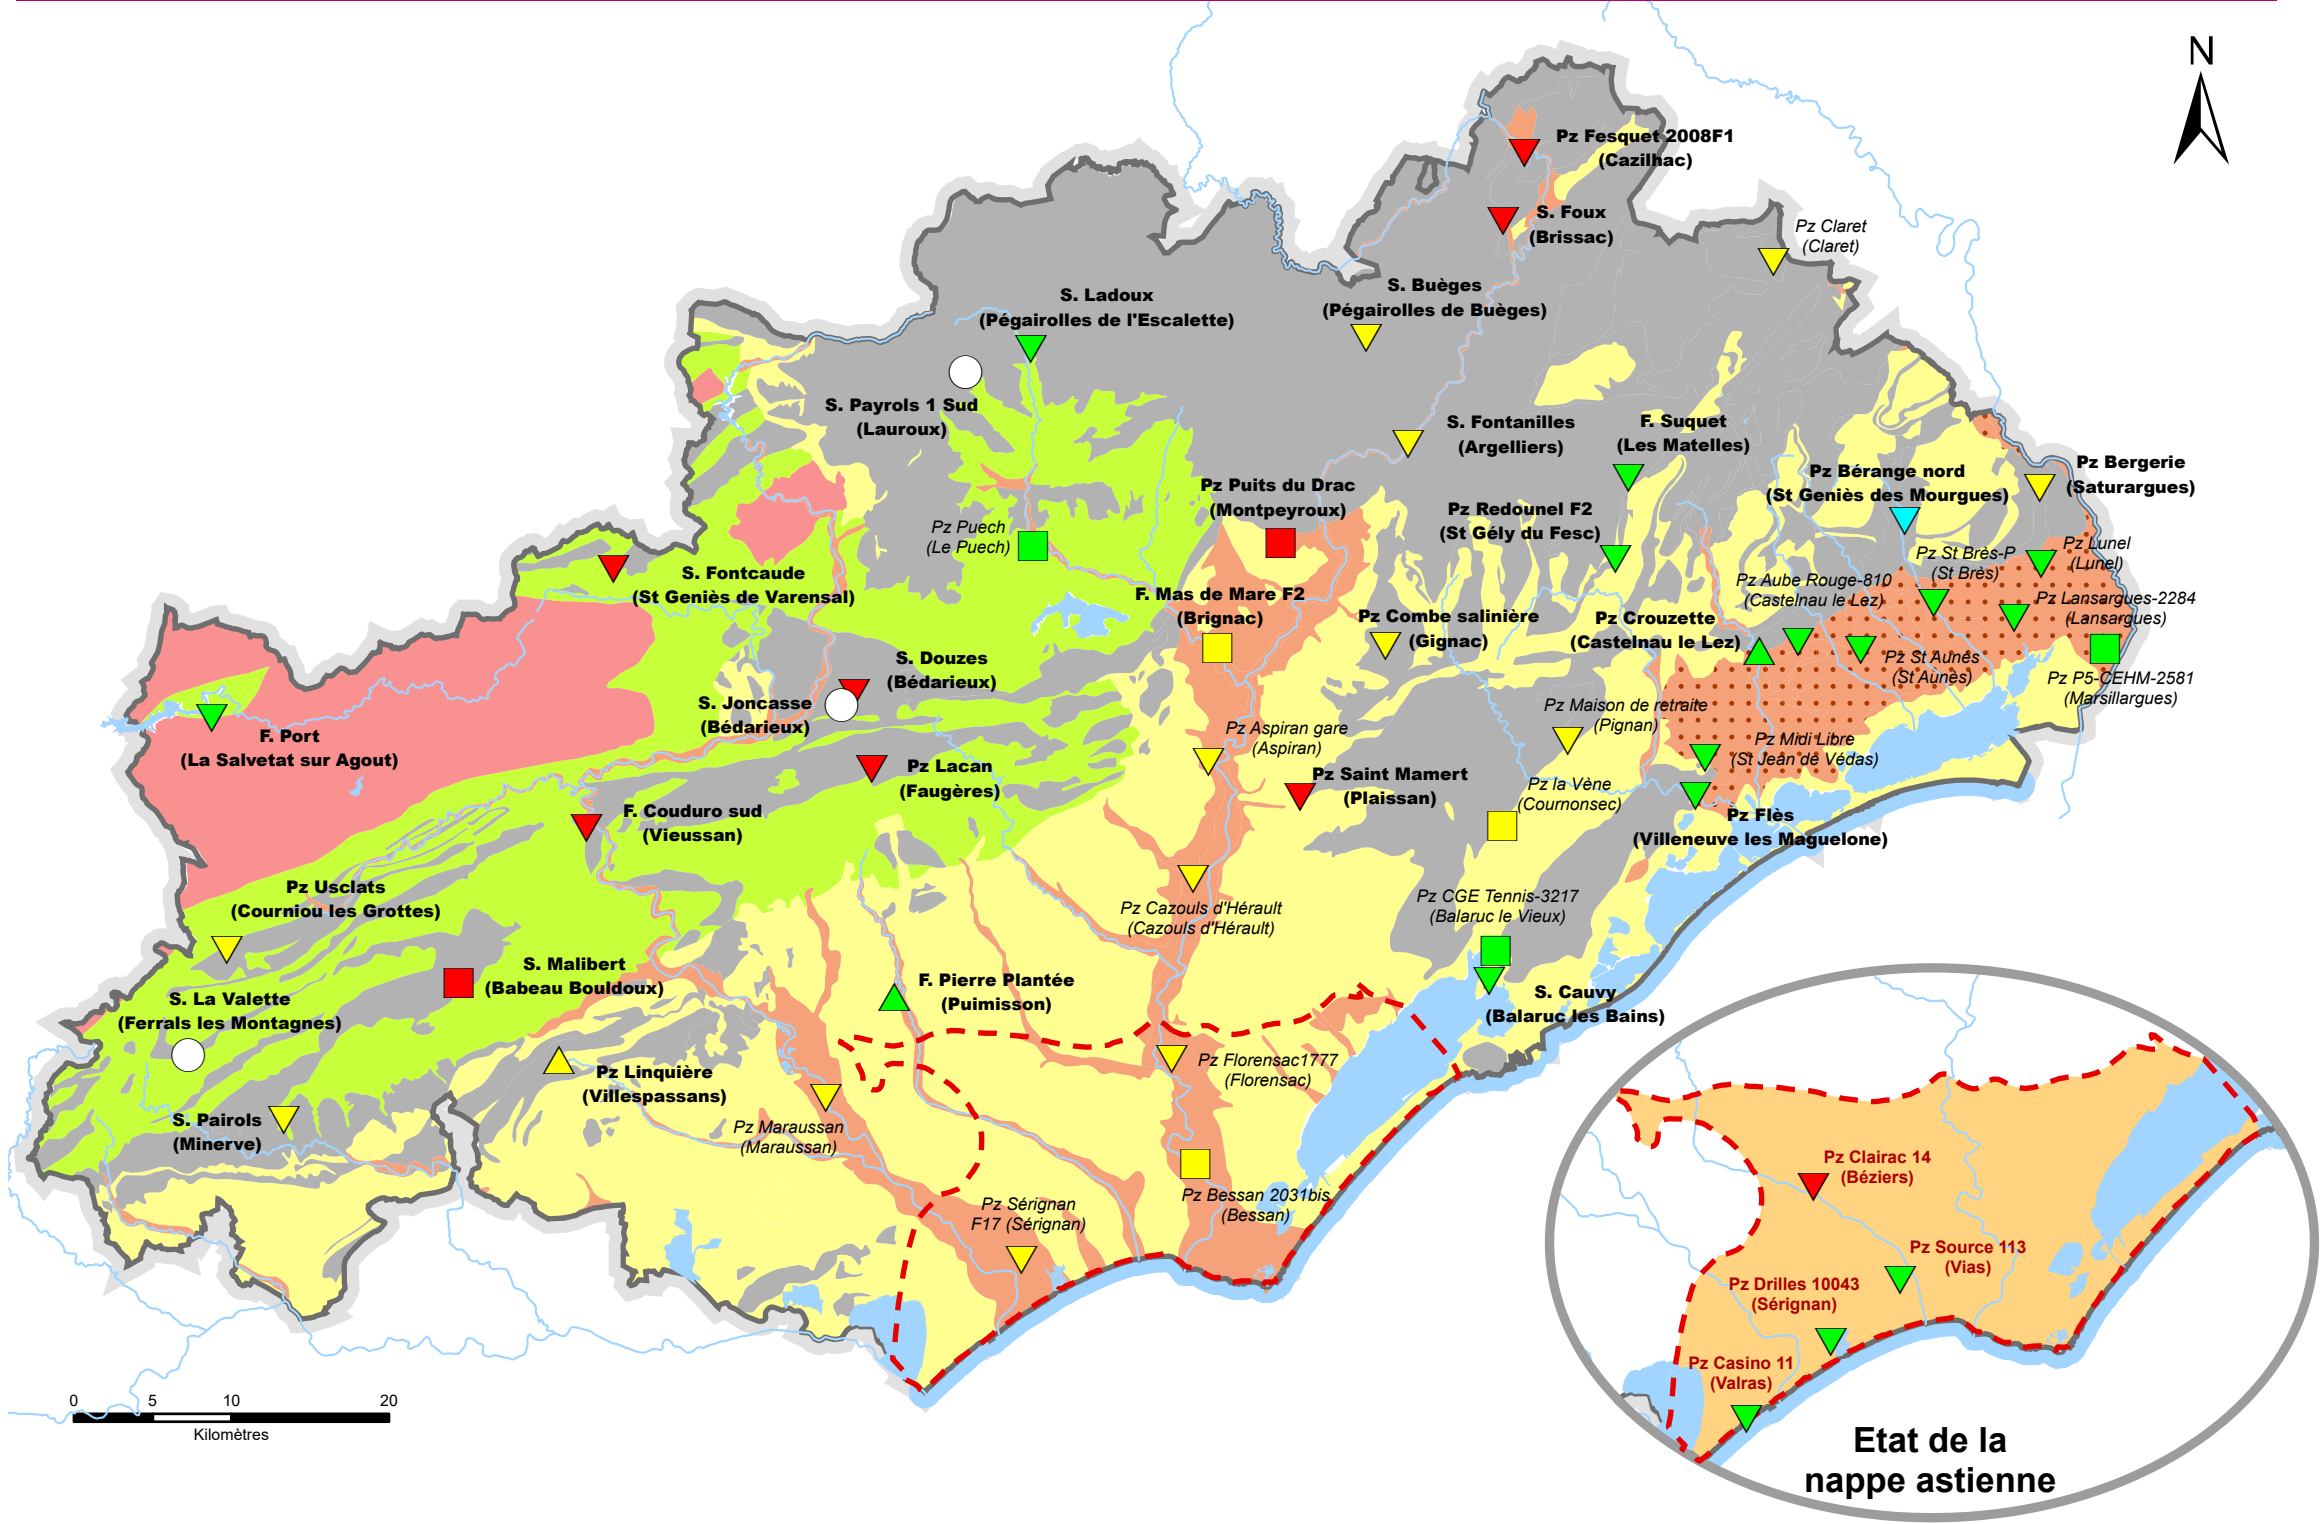 N
Pz Fesquet 2008F1
(Cazilhac)
S. Foux
(Brissac)
Pz Claret
(Claret)
S. Ladoux
(Pégairolles de l'Escalette)
S. Buèges
(Pégairolles de Buèges)
S. Payrols 1 Sud
(Lauroux)
S. Fontanilles
(Argelliers)
F. Suquet
(Les Matelles)
Pz Bérange nord
(St Geniès des Mourgues)
Pz Bergerie
(Saturargues)
Pz Puits du Drac
(Montpeyroux)
Pz Redounel F2
(St Gély du Fesc)
Pz Puech
(Le Puech)
Pz St Brès-P
(St Brès)
Pz Lunel
(Lunel)
S. Fontcaude
(St Geniès de Varensal)
F. Mas de Mare F2
(Brignac)
Pz Aube Rouge-810
(Castelnau le Lez)
Pz Lansargues-2284
(Lansargues)
Pz Combe salinière
(Gignac)
Pz Crouzette
(Castelnau le Lez)
S. Douzes
(Bédarieux)
Pz St Aunès
(St Aunès)
Pz P5-CEHM-2581
(Marsillargues)
S. Joncasse
(Bédarieux)
Pz Maison de retraite
(Pignan)
F. Port
(La Salvetat sur Agout)
Pz Aspiran gare
(Aspiran)
Pz Midi Libre
(St Jean de Védas)
Pz Lacan
(Faugères)
Pz Saint Mamert
(Plaissan)
Pz la Vène
(Cournonsec)
F. Couduro sud
(Vieussan)
Pz Flès
(Villeneuve les Maguelone)
Pz Usclats
(Courniou les Grottes)
Pz CGE Tennis-3217
(Balaruc le Vieux)
Pz Cazouls d'Hérault
(Cazouls d'Hérault)
S. Malibert
(Babeau Bouldoux)
F. Pierre Plantée
(Puimisson)
S. La Valette
(Ferrals les Montagnes)
S. Cauvy
(Balaruc les Bains)
Pz Linquière
(Villespassans)
Pz Florensac1777
(Florensac)
S. Pairols
(Minerve)
Pz Maraussan
(Maraussan)
Pz Sérignan
F17 (Sérignan)
Pz Bessan 2031bis
(Bessan)
Pz Clairac 14
(Béziers)
Pz Source 113
(Vias)
Pz Drilles 10043
(Sérignan)
Pz Casino 11
(Valras)
0 5 10 20
Kilomètres
Etat de la
nappe astienne